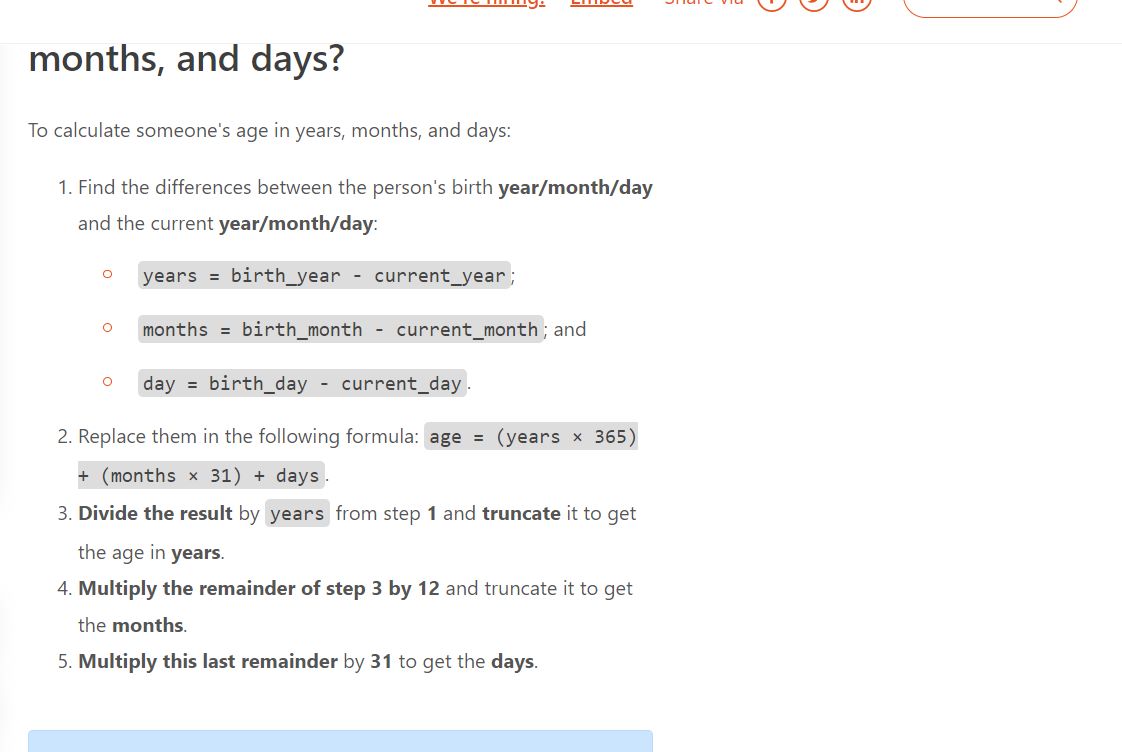 We're hiring! Embed Share via
months, and days?
To calculate someone's age in years, months, and days:
1. Find the differences between the person's birth year/month/day
and the current year/month/day:
years = birth_year - current_year;
months = birth_month - current_month; and
day = birth_day - current_day.
2. Replace them in the following formula: age = (years × 365)
+ (months × 31) + days.
3. Divide the result by years from step 1 and truncate it to get
the age in years.
4. Multiply the remainder of step 3 by 12 and truncate it to get
the months.
5. Multiply this last remainder by 31 to get the days.